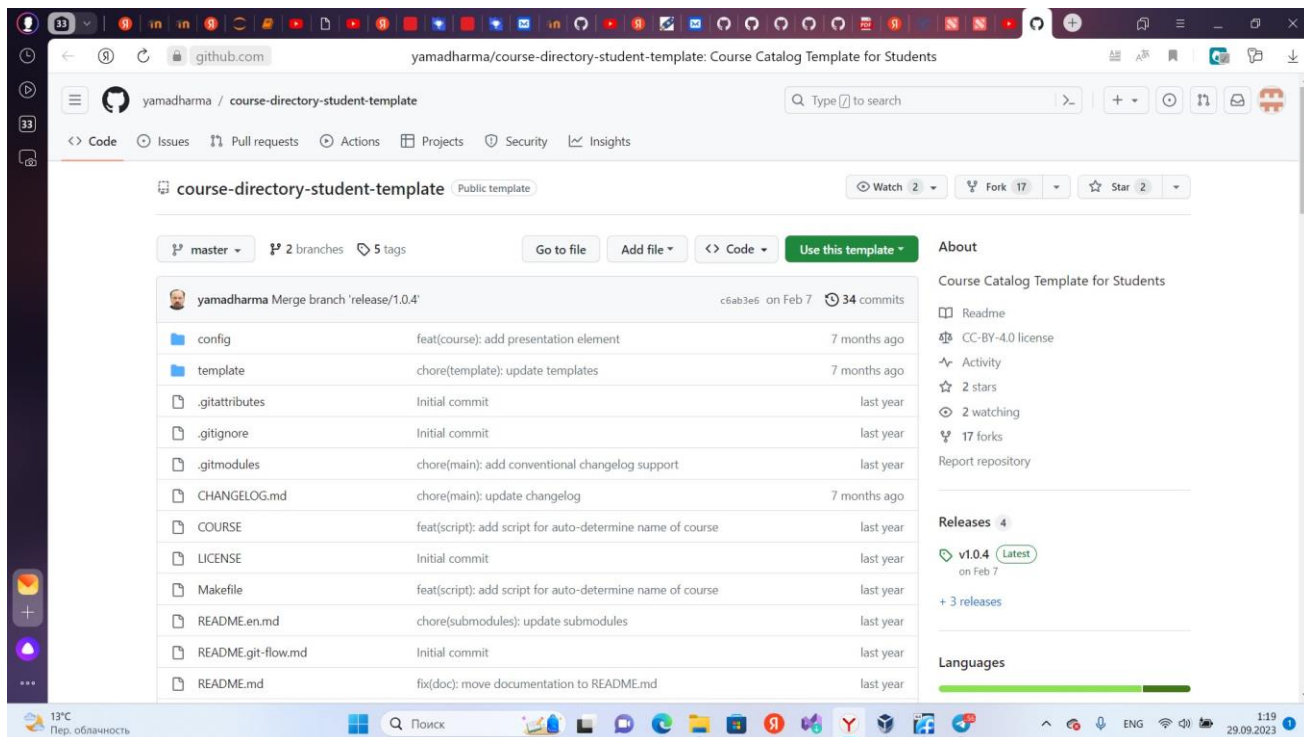 33
github.com
yamadharma/course-directory-student-template: Course Catalog Template for Students
33
yamadharma / course-directory-student-template
Type / to search
Code Issues Pull requests Actions Projects Security Insights
course-directory-student-template Public template
Watch 2 Fork 17 Star 2
master 2 branches 5 tags Go to file Add file Code Use this template
yamadharma Merge branch 'release/1.0.4' c6ab3e6 on Feb 7 34 commits
config feat(course): add presentation element 7 months ago
template chore(template): update templates 7 months ago
.gitattributes Initial commit last year
.gitignore Initial commit last year
.gitmodules chore(main): add conventional changelog support last year
CHANGELOG.md chore(main): update changelog 7 months ago
COURSE feat(script): add script for auto-determine name of course last year
LICENSE Initial commit last year
Makefile feat(script): add script for auto-determine name of course last year
README.en.md chore(submodules): update submodules last year
README.git-flow.md Initial commit last year
README.md fix(doc): move documentation to README.md last year
About
Course Catalog Template for Students
Readme
CC-BY-4.0 license
Activity
2 stars
2 watching
17 forks
Report repository
Releases 4
v1.0.4 Latest
on Feb 7
+ 3 releases
Languages
13°C
Пер. облачность
Поиск
ENG
1:19
29.09.2023